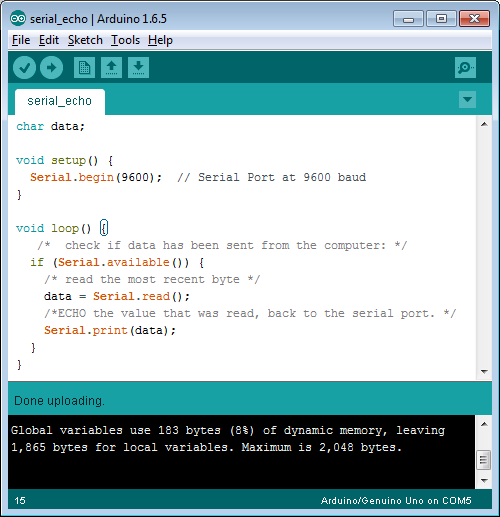 serial_echo | Arduino 1.6.5
File Edit Sketch Tools Help
serial_echo
char data;
void setup() {
  Serial.begin(9600);  // Serial Port at 9600 baud
}
void loop() {
   /*  check if data has been sent from the computer: */
  if (Serial.available()) {
    /* read the most recent byte */
    data = Serial.read();
    /*ECHO the value that was read, back to the serial port. */
    Serial.print(data);
  }
}
Done uploading.
Global variables use 183 bytes (8%) of dynamic memory, leaving
1,865 bytes for local variables. Maximum is 2,048 bytes.
15 Arduino/Genuino Uno on COM5